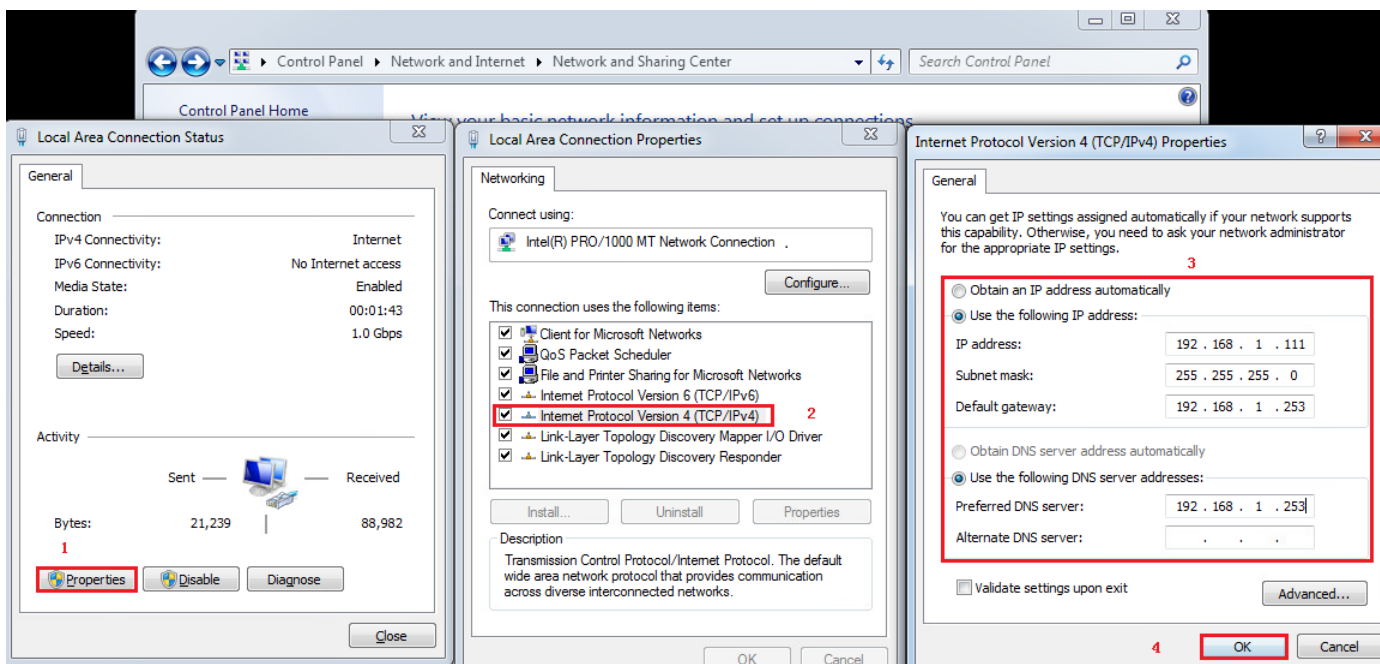 Control Panel Network and Internet Network and Sharing Center
Search Control Panel
Control Panel Home
View your basic network information and set up connections
Local Area Connection Status
General
Connection
IPv4 Connectivity: Internet
IPv6 Connectivity: No Internet access
Media State: Enabled
Duration: 00:01:43
Speed: 1.0 Gbps
Details...
Activity
Sent Received
Bytes: 21,239 88,982
1
Properties Disable Diagnose
Close
Local Area Connection Properties
Networking
Connect using:
Intel(R) PRO/1000 MT Network Connection .
Configure...
This connection uses the following items:
Client for Microsoft Networks
QoS Packet Scheduler
File and Printer Sharing for Microsoft Networks
Internet Protocol Version 6 (TCP/IPv6)
Internet Protocol Version 4 (TCP/IPv4) 2
Link-Layer Topology Discovery Mapper I/O Driver
Link-Layer Topology Discovery Responder
Install... Uninstall Properties
Description
Transmission Control Protocol/Internet Protocol. The default
wide area network protocol that provides communication
across diverse interconnected networks.
OK Cancel
Internet Protocol Version 4 (TCP/IPv4) Properties
General
You can get IP settings assigned automatically if your network supports
this capability. Otherwise, you need to ask your network administrator
for the appropriate IP settings.
3
Obtain an IP address automatically
Use the following IP address:
IP address: 192 . 168 . 1 . 111
Subnet mask: 255 . 255 . 255 . 0
Default gateway: 192 . 168 . 1 . 253
Obtain DNS server address automatically
Use the following DNS server addresses:
Preferred DNS server: 192 . 168 . 1 . 253
Alternate DNS server: . . .
Validate settings upon exit
Advanced...
4 OK Cancel